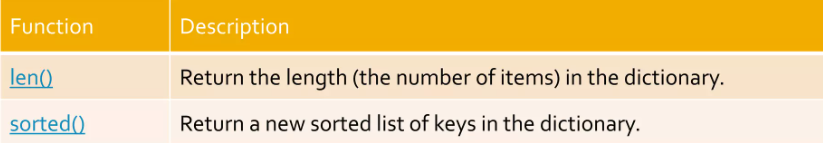 Function Description
len() Return the length (the number of items) in the dictionary.
sorted() Return a new sorted list of keys in the dictionary.